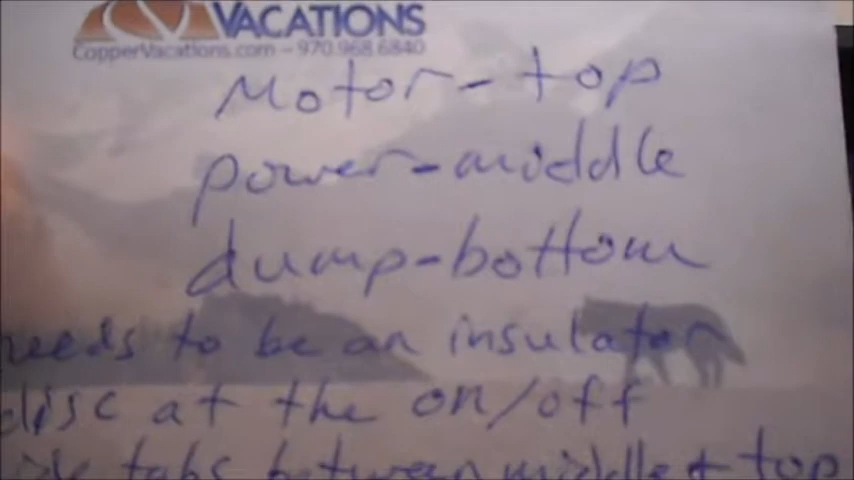 VACATIONS
CopperVacations.com - 970.968.6840
Motor - top
power - middle
dump - bottom
needs to be an insulator
disc at the on/off
tabs between middle + top